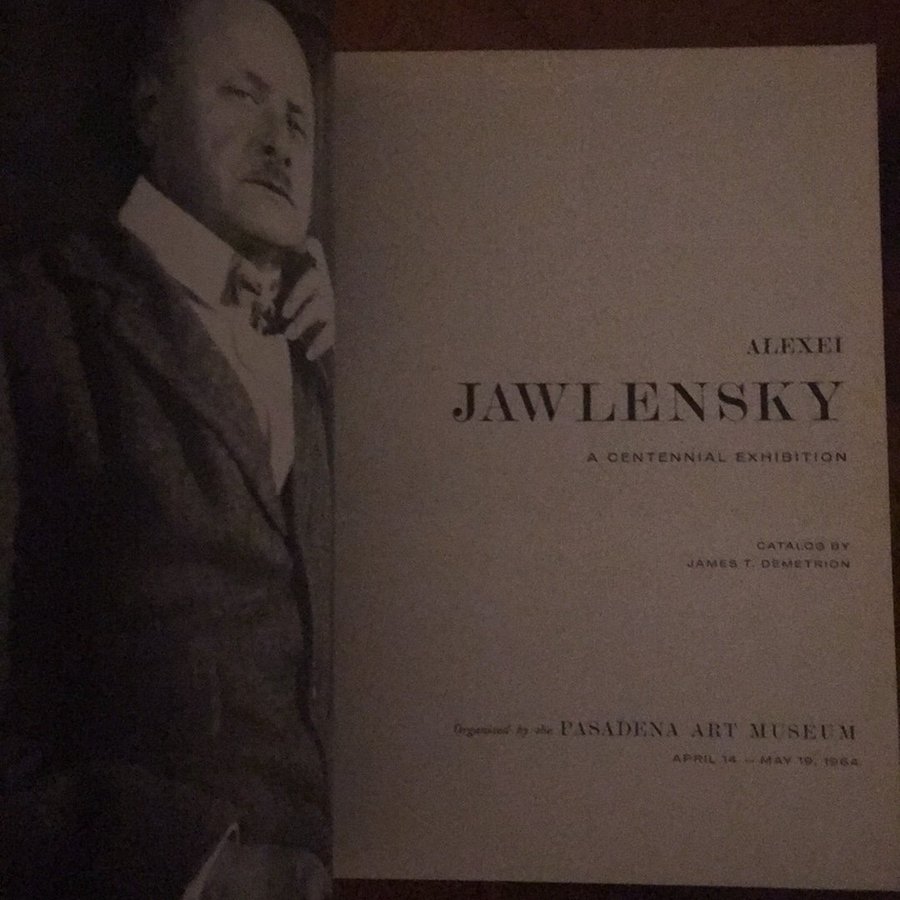 ALEXEI
JAWLENSKY
A CENTENNIAL EXHIBITION
CATALOG BY
JAMES T. DEMETRION
Organized by the PASADENA ART MUSEUM
APRIL 14 – MAY 19, 1964